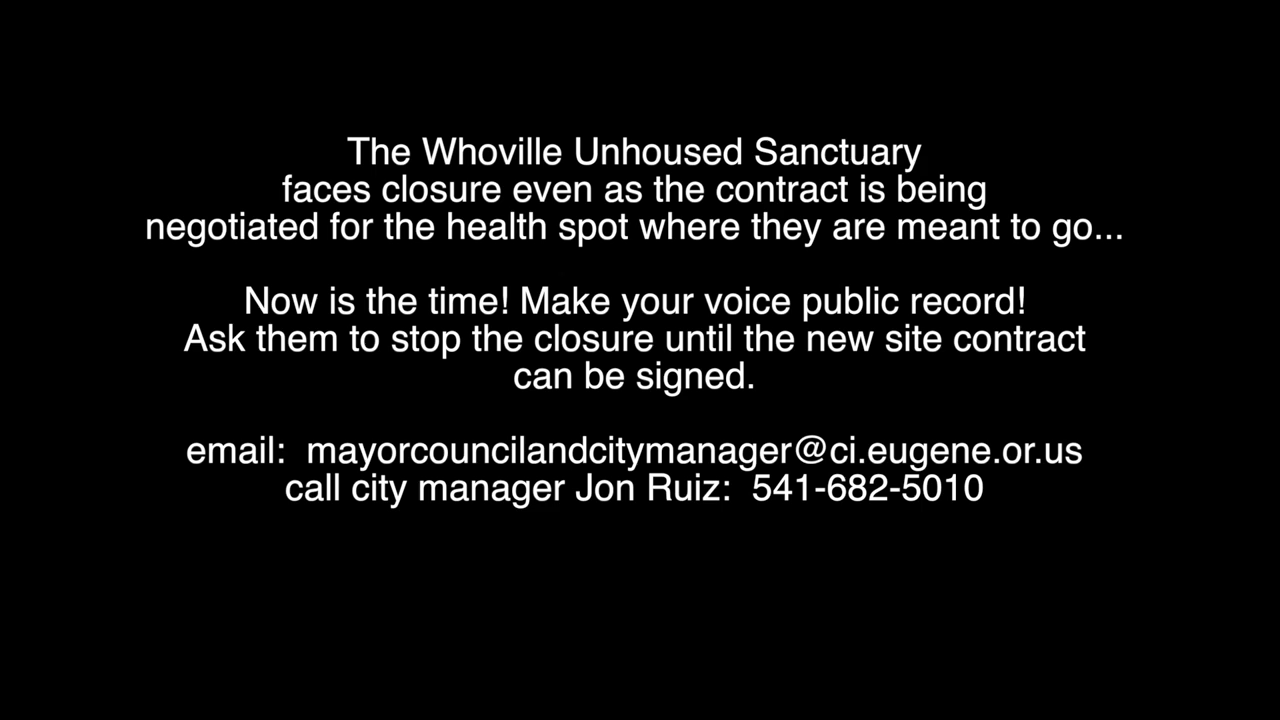 The Whoville Unhoused Sanctuary
faces closure even as the contract is being
negotiated for the health spot where they are meant to go...
Now is the time! Make your voice public record!
Ask them to stop the closure until the new site contract
can be signed.
email:  mayorcouncilandcitymanager@ci.eugene.or.us
call city manager Jon Ruiz:  541-682-5010